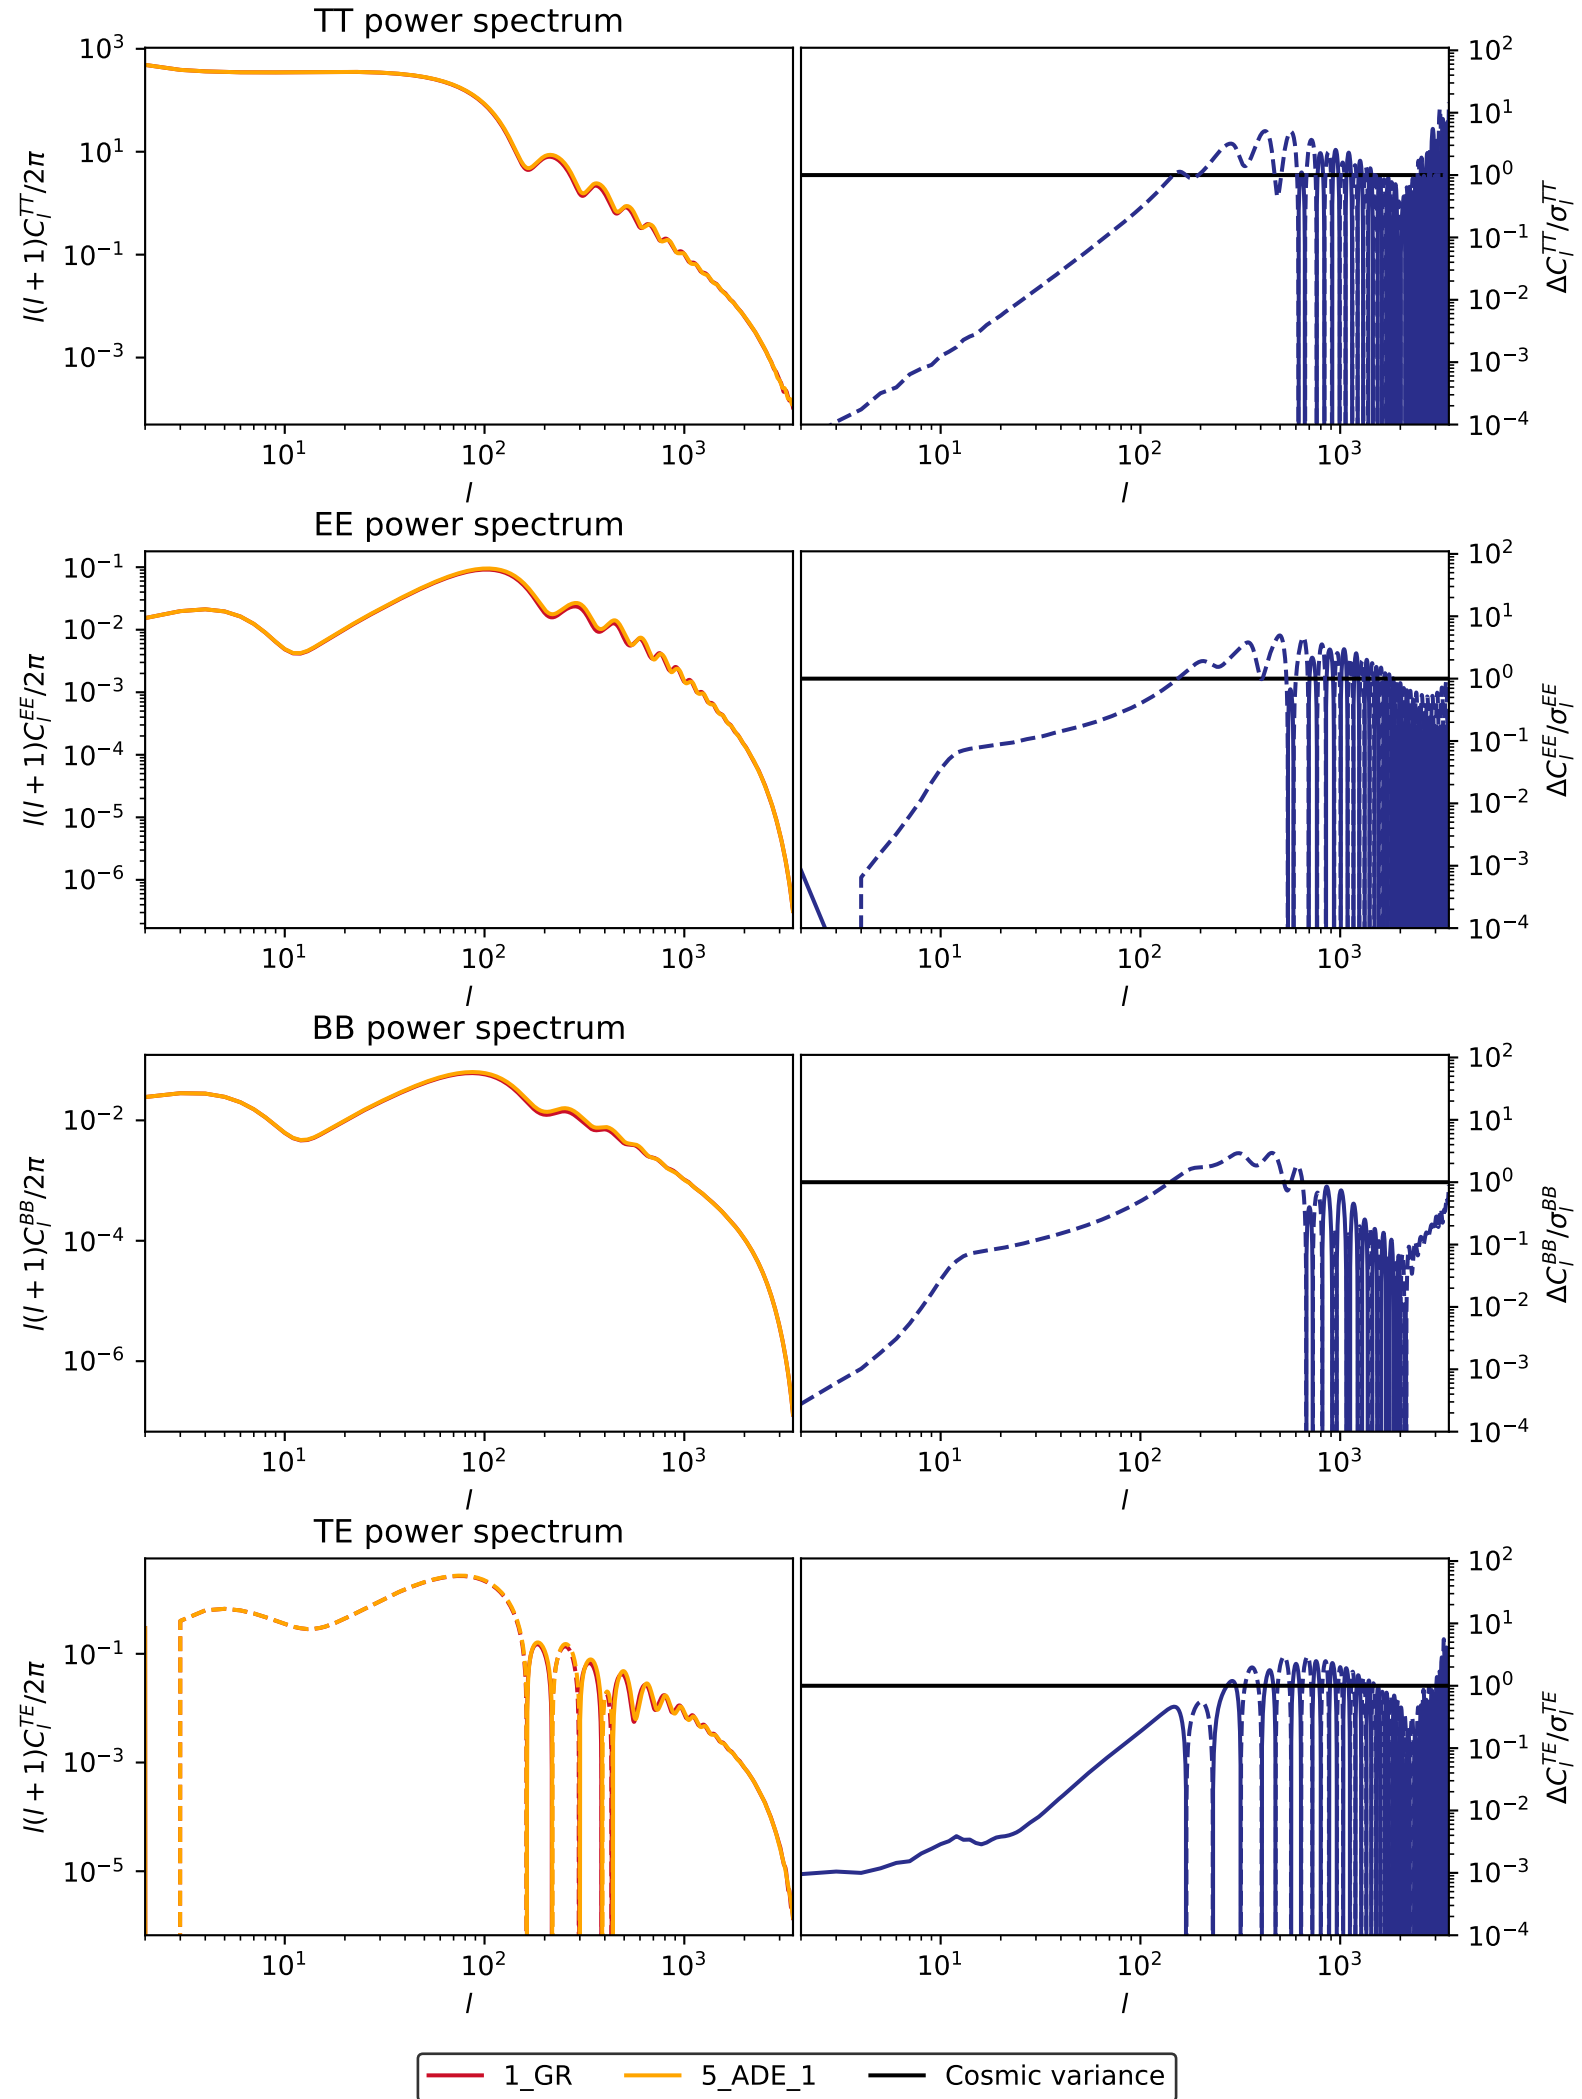 TT power spectrum
10^3
10^1
10^-1
10^-3
l(l + 1)C_l^{TT}/2π
10^1 10^2 10^3
l
10^2
10^1
10^0
10^-1
10^-2
10^-3
10^-4
ΔC_l^{TT}/σ_l^{TT}
10^1 10^2 10^3
l
EE power spectrum
10^-1
10^-2
10^-3
10^-4
10^-5
10^-6
l(l + 1)C_l^{EE}/2π
10^1 10^2 10^3
l
10^2
10^1
10^0
10^-1
10^-2
10^-3
10^-4
ΔC_l^{EE}/σ_l^{EE}
10^1 10^2 10^3
l
BB power spectrum
10^-2
10^-4
10^-6
l(l + 1)C_l^{BB}/2π
10^1 10^2 10^3
l
10^2
10^1
10^0
10^-1
10^-2
10^-3
10^-4
ΔC_l^{BB}/σ_l^{BB}
10^1 10^2 10^3
l
TE power spectrum
10^-1
10^-3
10^-5
l(l + 1)C_l^{TE}/2π
10^1 10^2 10^3
l
10^2
10^1
10^0
10^-1
10^-2
10^-3
10^-4
ΔC_l^{TE}/σ_l^{TE}
10^1 10^2 10^3
l
1_GR 5_ADE_1 Cosmic variance